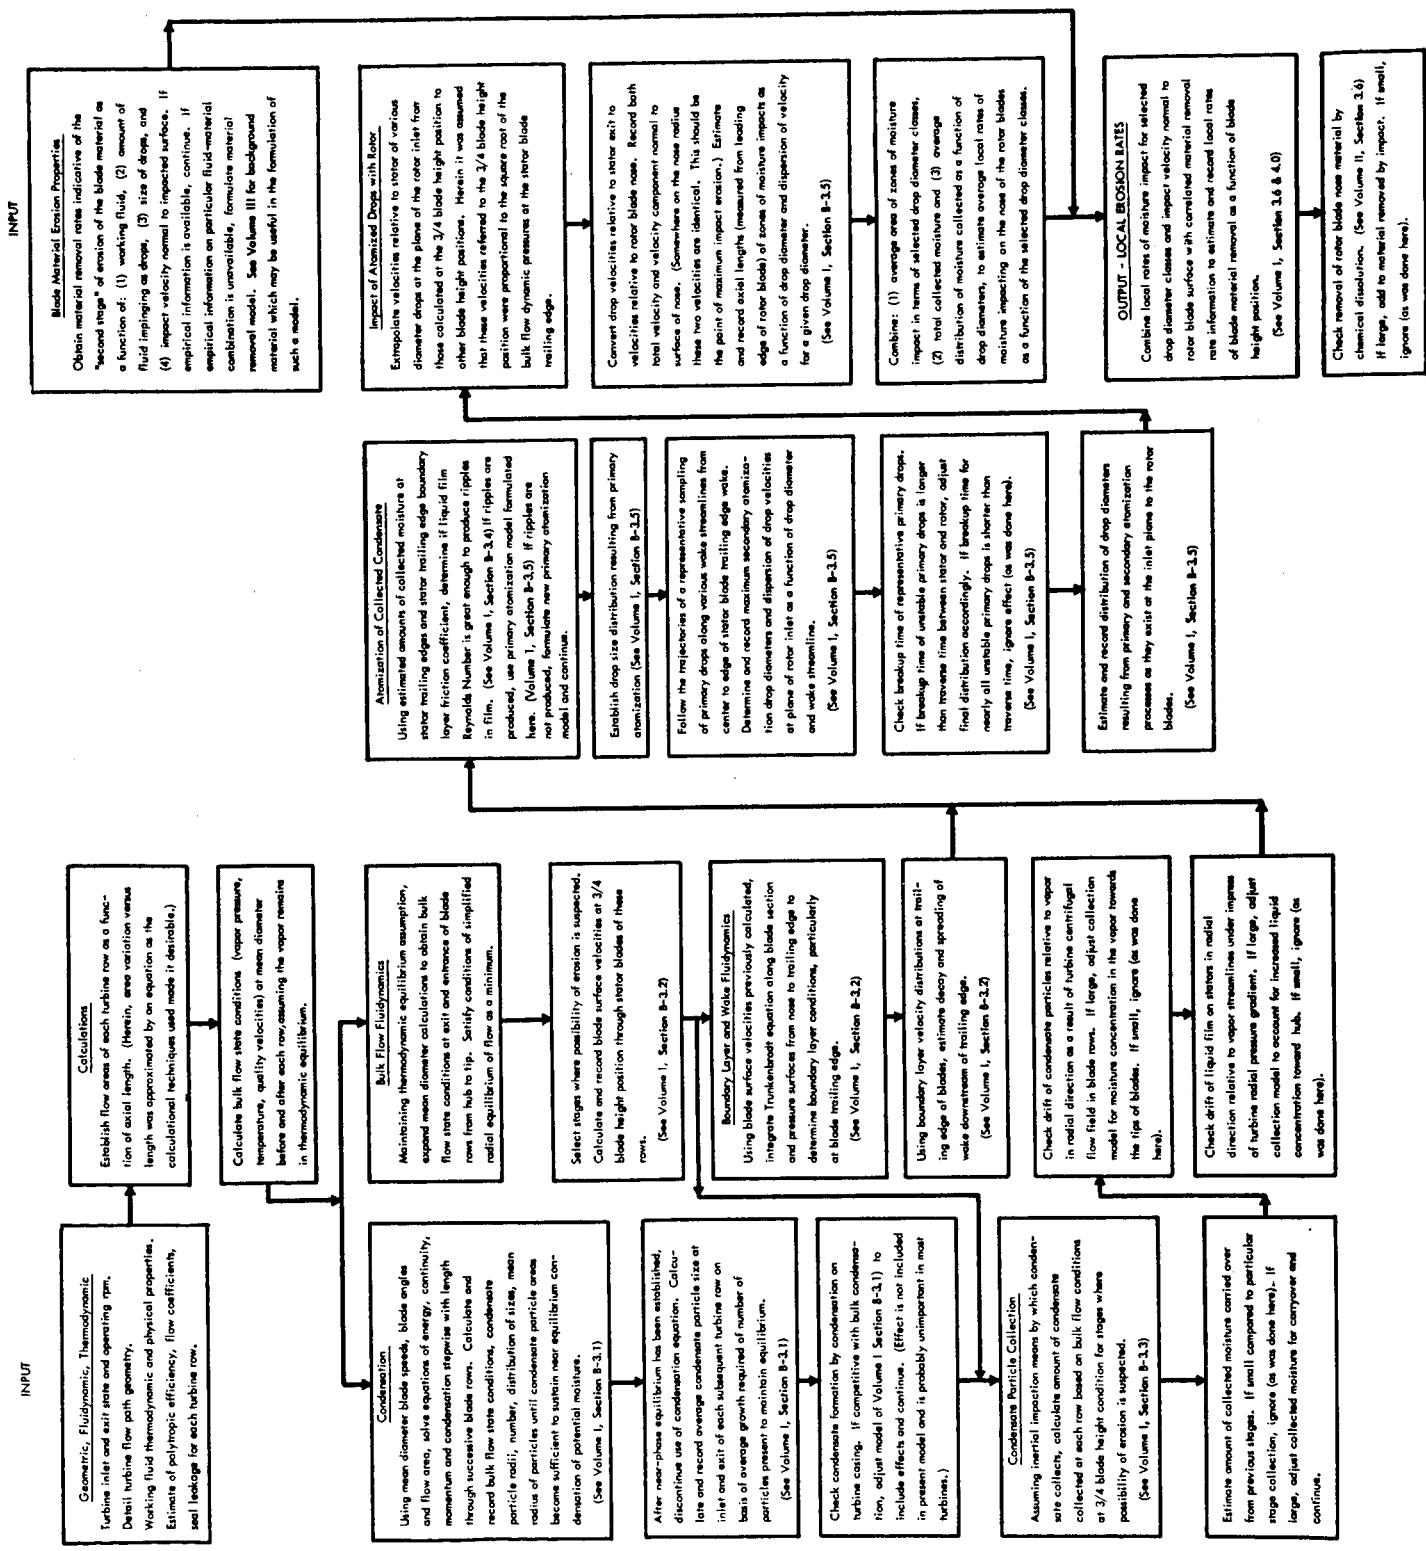 INPUT
Geometric, Fluidynamic, Thermodynamic
Turbine inlet and exit state and operating rpm.
Detail turbine flow path geometry.
Working fluid thermodynamic and physical properties.
Estimate of polytropic efficiency, flow coefficients,
seal leakage for each turbine row.
Calculations
Establish flow areas of each turbine row as a func-
tion of axial length. (Herein, area variation versus
length was approximated by an equation as the
calculational techniques used made it desirable.)
Calculate bulk flow state conditions (vapor pressure,
temperature, quality velocities) at mean diameter
before and after each row, assuming the vapor remains
in thermodynamic equilibrium.
Condensation
Using mean diameter blade speeds, blade angles
and flow area, solve equations of energy, continuity,
momentum and condensation stepwise with length
through successive blade rows. Calculate and
record bulk flow state conditions, condensate
particle radii, number, distribution of sizes, mean
radius of particles until condensate particle areas
become sufficient to sustain near equilibrium con-
densation of potential moisture.
(See Volume I, Section B-3.1)
After near-phase equilibrium has been established,
discontinue use of condensation equation. Calcu-
late and record average condensate particle size at
inlet and exit of each subsequent turbine row on
basis of average growth required of number of
particles present to maintain equilibrium.
(See Volume I, Section B-3.1)
Check condensate formation by condensation on
turbine casing. If competitive with bulk condensa-
tion, adjust model of Volume I Section B-3.1) to
include effects and continue. (Effect is not included
in present model and is probably unimportant in most
turbines.)
Condensate Particle Collection
Assuming inertial impaction means by which conden-
sate collects, calculate amount of condensate
collected at each row based on bulk flow conditions
at 3/4 blade height condition for stages where
possibility of erosion is suspected.
(See Volume I, Section B-3.3)
Estimate amount of collected moisture carried over
from previous stages. If small compared to particular
stage collection, ignore (as was done here). If
large, adjust collected moisture for carryover and
continue.
Bulk Flow Fluidynamics
Maintaining thermodynamic equilibrium assumption,
expand mean diameter calculations to obtain bulk
flow state conditions at exit and entrance of blade
rows from hub to tip. Satisfy conditions of simplified
radial equilibrium of flow as a minimum.
Select stages where possibility of erosion is suspected.
Calculate and record blade surface velocities at 3/4
blade height position through stator blades of these
rows.
(See Volume I, Section B-3.2)
Boundary Layer and Wake Fluidynamics
Using blade surface velocities previously calculated,
integrate Trunkenbrodt equation along blade section
and pressure surfaces from nose to trailing edge to
determine boundary layer conditions, particularly
at blade trailing edge.
(See Volume I, Section B-3.2)
Using boundary layer velocity distributions at trail-
ing edge of blades, estimate decay and spreading of
wake downstream of trailing edge.
(See Volume I, Section B-3.2)
Check drift of condensate particles relative to vapor
in radial direction as a result of turbine centrifugal
flow field in blade rows. If large, adjust collection
model for moisture concentration in the vapor towards
the tips of blades. If small, ignore (as was done
here).
Check drift of liquid film on stators in radial
direction relative to vapor streamlines under impress
of turbine radial pressure gradient. If large, adjust
collection model to account for increased liquid
concentration toward hub. If small, ignore (as
was done here).
Atomization of Collected Condensate
Using estimated amounts of collected moisture at
stator trailing edges and stator trailing edge boundary
layer friction coefficient, determine if liquid film
Reynolds Number is great enough to produce ripples
in film. (See Volume I, Section B-3.4) If ripples are
produced, use primary atomization model formulated
here. (Volume I, Section B-3.5) If ripples are
not produced, formulate new primary atomization
model and continue.
Establish drop size distribution resulting from primary
atomization (See Volume I, Section B-3.5)
Follow the trajectories of a representative sampling
of primary drops along various wake streamlines from
center to edge of stator blade trailing edge wake.
Determine and record maximum secondary atomiza-
tion drop diameters and dispersion of drop velocities
at plane of rotor inlet as a function of drop diameter
and wake streamline.
(See Volume I, Section B-3.5)
Check breakup time of representative primary drops.
If breakup time of unstable primary drops is longer
than traverse time between stator and rotor, adjust
final distribution accordingly. If breakup time for
nearly all unstable primary drops is shorter than
traverse time, ignore effect (as was done here).
(See Volume I, Section B-3.5)
Estimate and record distribution of drop diameters
resulting from primary and secondary atomization
processes as they exist at the inlet plane to the rotor
blades.
(See Volume I, Section B-3.5)
INPUT
Blade Material Erosion Properties
Obtain material removal rates indicative of the
"second stage" of erosion of the blade material as
a function of: (1) working fluid, (2) amount of
fluid impinging as drops, (3) size of drops, and
(4) impact velocity normal to impacted surface. If
empirical information is available, continue. If
empirical information on particular fluid-material
combination is unavailable, formulate material
removal model. See Volume III for background
material which may be useful in the formulation of
such a model.
Impact of Atomized Drops with Rotor
Extrapolate velocities relative to stator of various
diameter drops at the plane of the rotor inlet from
those calculated at the 3/4 blade height position to
other blade height positions. Herein it was assumed
that these velocities referred to the 3/4 blade height
position were proportional to the square root of the
bulk flow dynamic pressures at the stator blade
trailing edge.
Convert drop velocities relative to stator exit to
velocities relative to rotor blade nose. Record both
total velocity and velocity component normal to
surface of nose. (Somewhere on the nose radius
these two velocities are identical. This should be
the point of maximum impact erosion.) Estimate
and record axial lengths (measured from leading
edge of rotor blade) of zones of moisture impacts as
a function of drop diameter and dispersion of velocity
for a given drop diameter.
(See Volume I, Section B-3.5)
Combine: (1) average area of zones of moisture
impact in terms of selected drop diameter classes,
(2) total collected moisture and (3) average
distribution of moisture collected as a function of
drop diameters, to estimate average local rates of
moisture impacting on the nose of the rotor blades
as a function of the selected drop diameter classes.
OUTPUT - LOCAL EROSION RATES
Combine local rates of moisture impact for selected
drop diameter classes and impact velocity normal to
rotor blade surface with correlated material removal
rate information to estimate and record local rates
of blade material removal as a function of blade
height position.
(See Volume I, Section 3.6 & 4.0)
Check removal of rotor blade nose material by
chemical dissolution. (See Volume II, Section 3.6)
If large, add to material removed by impact. If small,
ignore (as was done here).